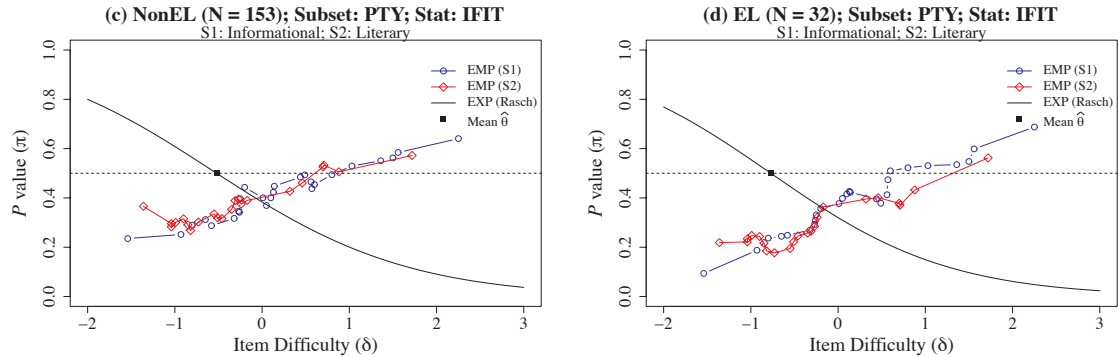 (c) NonEL (N = 153); Subset: PTY; Stat: IFIT
S1: Informational; S2: Literary
1.0
0.8
0.6
0.4
0.2
0.0
P value (π)
EMP (S1)
EMP (S2)
EXP (Rasch)
Mean θ̂
−2
−1
0
1
2
3
Item Difficulty (δ)
(d) EL (N = 32); Subset: PTY; Stat: IFIT
S1: Informational; S2: Literary
1.0
0.8
0.6
0.4
0.2
0.0
P value (π)
EMP (S1)
EMP (S2)
EXP (Rasch)
Mean θ̂
−2
−1
0
1
2
3
Item Difficulty (δ)